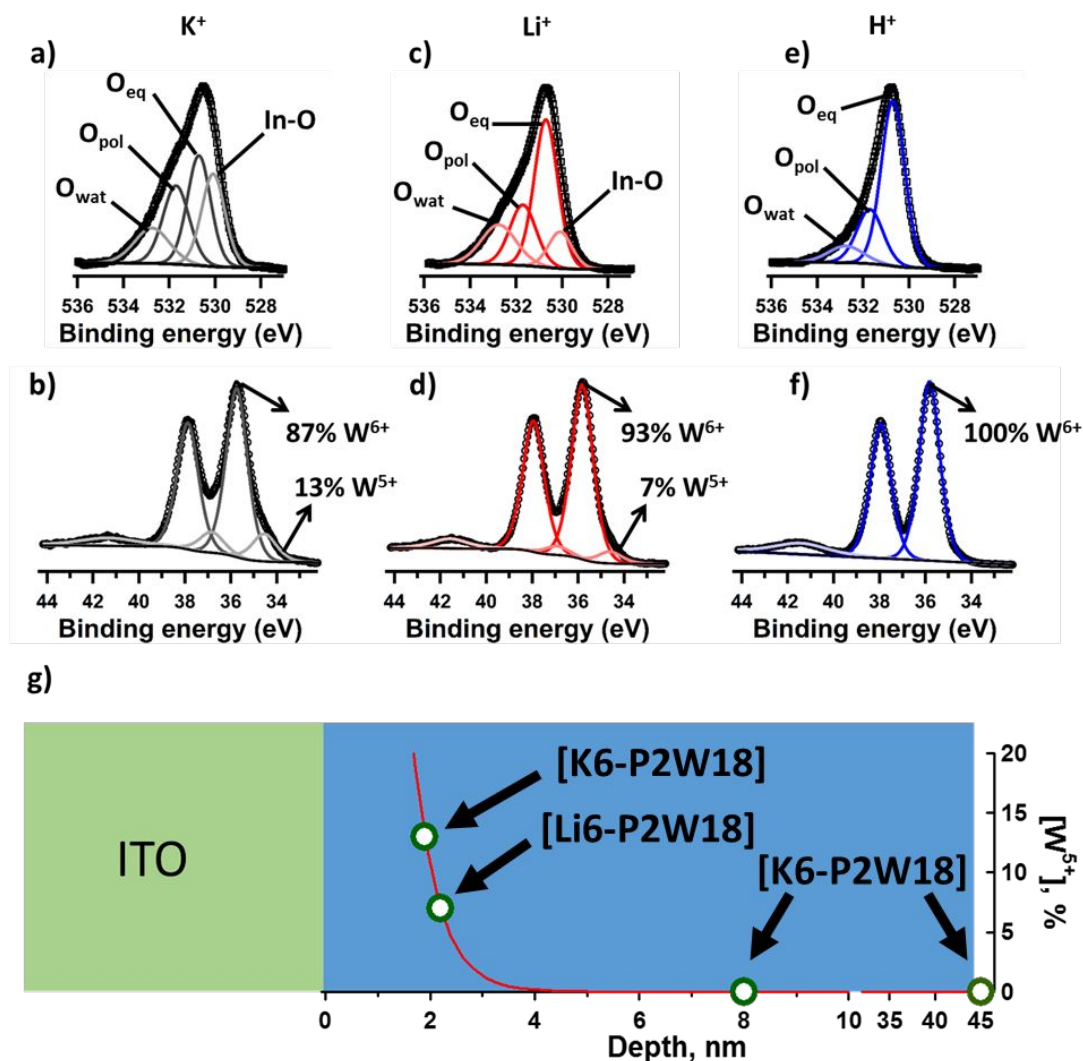 K⁺ Li⁺ H⁺
a) c) e)
O_eq O_pol O_wat In-O
O_eq O_pol O_wat In-O
O_eq O_pol O_wat
536 534 532 530 528
536 534 532 530 528
536 534 532 530 528
Binding energy (eV)
Binding energy (eV)
Binding energy (eV)
b) d) f)
87% W⁶⁺
13% W⁵⁺
93% W⁶⁺
7% W⁵⁺
100% W⁶⁺
44 42 40 38 36 34
44 42 40 38 36 34
44 42 40 38 36 34
Binding energy (eV)
Binding energy (eV)
Binding energy (eV)
g)
ITO
[K6-P2W18]
[Li6-P2W18]
[K6-P2W18]
20
15
10
5
0
[W⁵⁺], %
0 2 4 6 8 10 35 40 45
Depth, nm